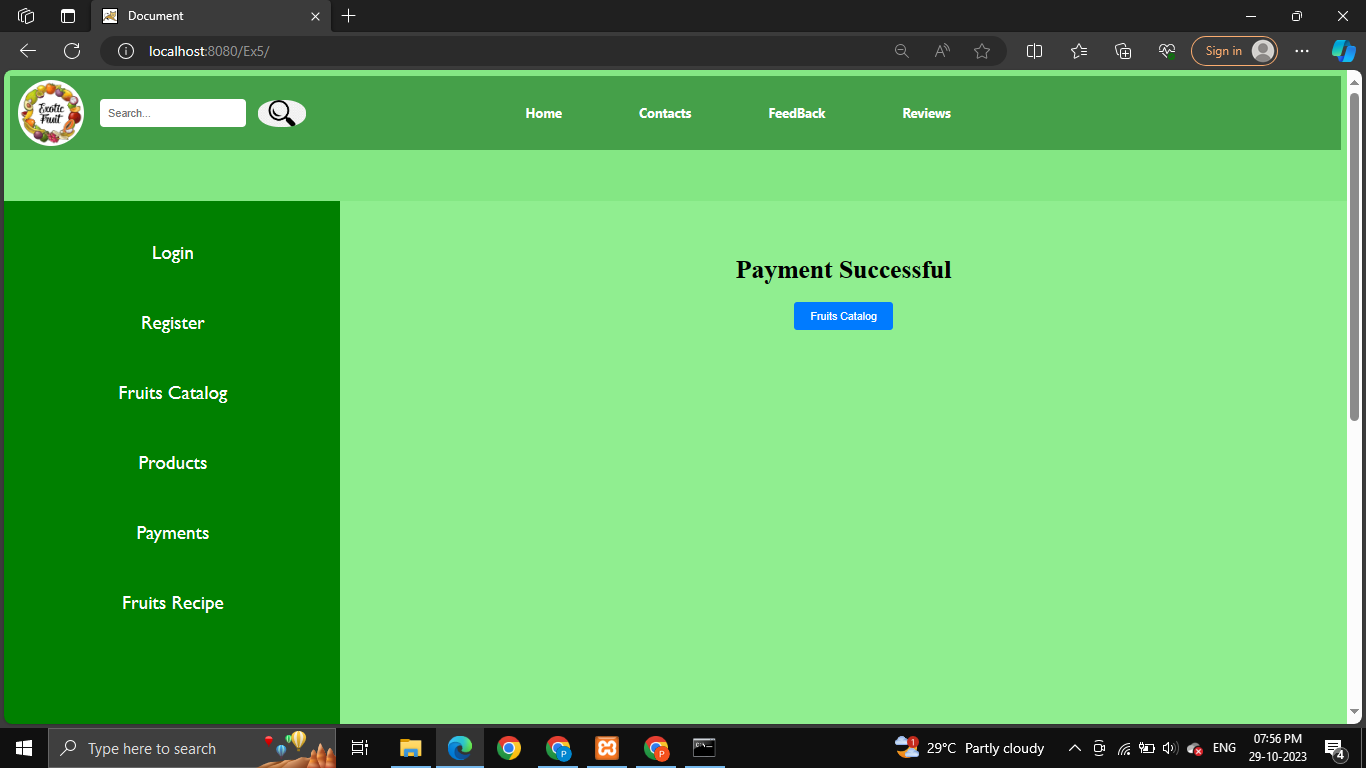 Document
localhost:8080/Ex5/
Sign in
Exotic
Fruit
Search...
Home
Contacts
FeedBack
Reviews
Login
Register
Fruits Catalog
Products
Payments
Fruits Recipe
Payment Successful
Fruits Catalog
Type here to search
1
29°C Partly cloudy
ENG
07:56 PM
29-10-2023
4